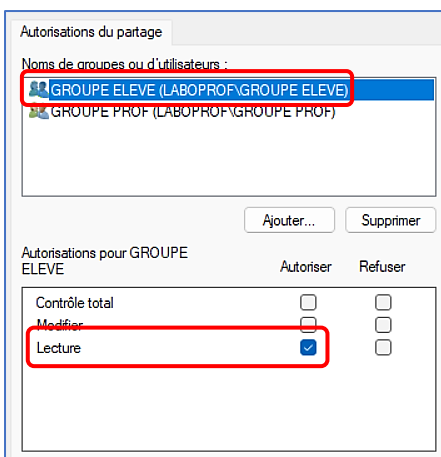 Autorisations du partage
Noms de groupes ou d'utilisateurs :
GROUPE ELEVE (LABOPROF\GROUPE ELEVE)
GROUPE PROF (LABOPROF\GROUPE PROF)
Ajouter... Supprimer
Autorisations pour GROUPE
ELEVE Autoriser Refuser
Contrôle total
Modifier
Lecture